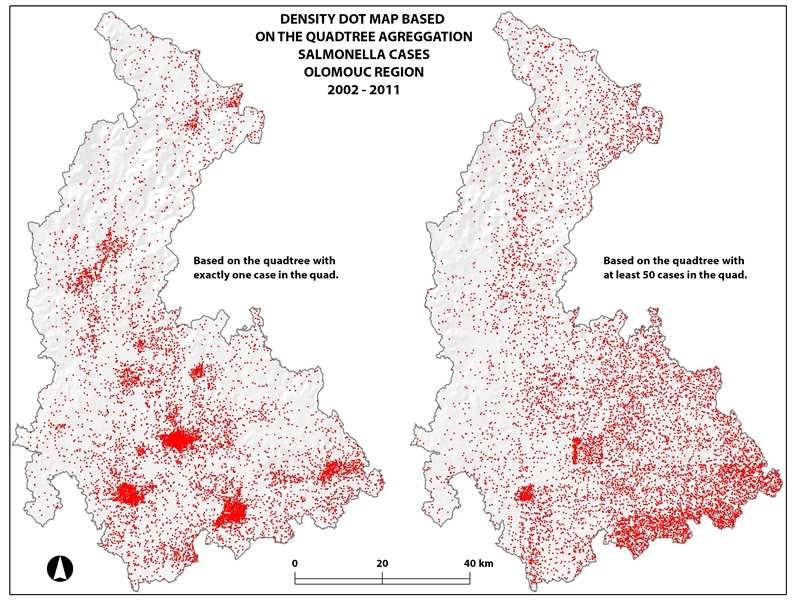 DENSITY DOT MAP BASED
ON THE QUADTREE AGREGGATION
SALMONELLA CASES
OLOMOUC REGION
2002 - 2011
Based on the quadtree with
exactly one case in the quad.
Based on the quadtree with
at least 50 cases in the quad.
0 20 40 km